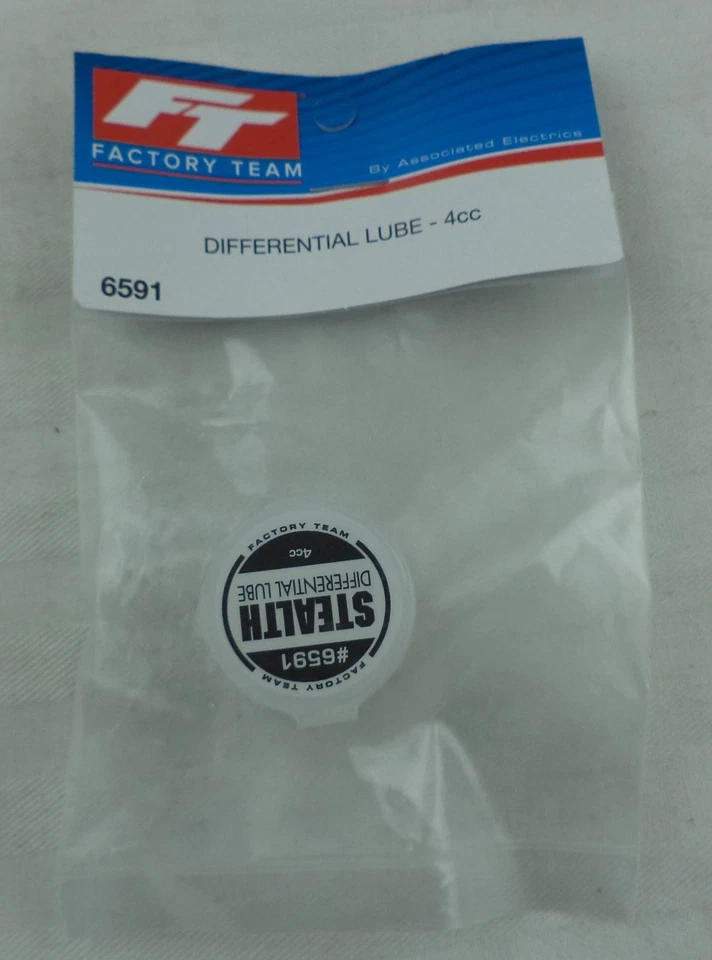 FT
FACTORY TEAM
By Associated Electrics
DIFFERENTIAL LUBE - 4cc
6591
FACTORY TEAM
#6591
STEALTH
DIFFERENTIAL LUBE
4cc
FACTORY TEAM